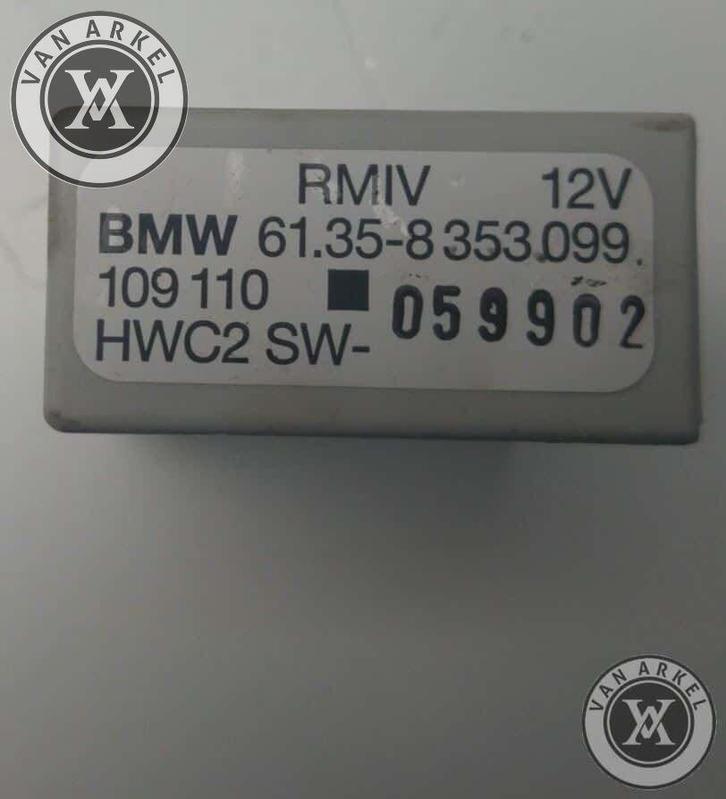 VAN ARKEL
RMIV 12V
BMW 61.35-8 353 099
109 110 ■ 059902
HWC2 SW-
VAN ARKEL